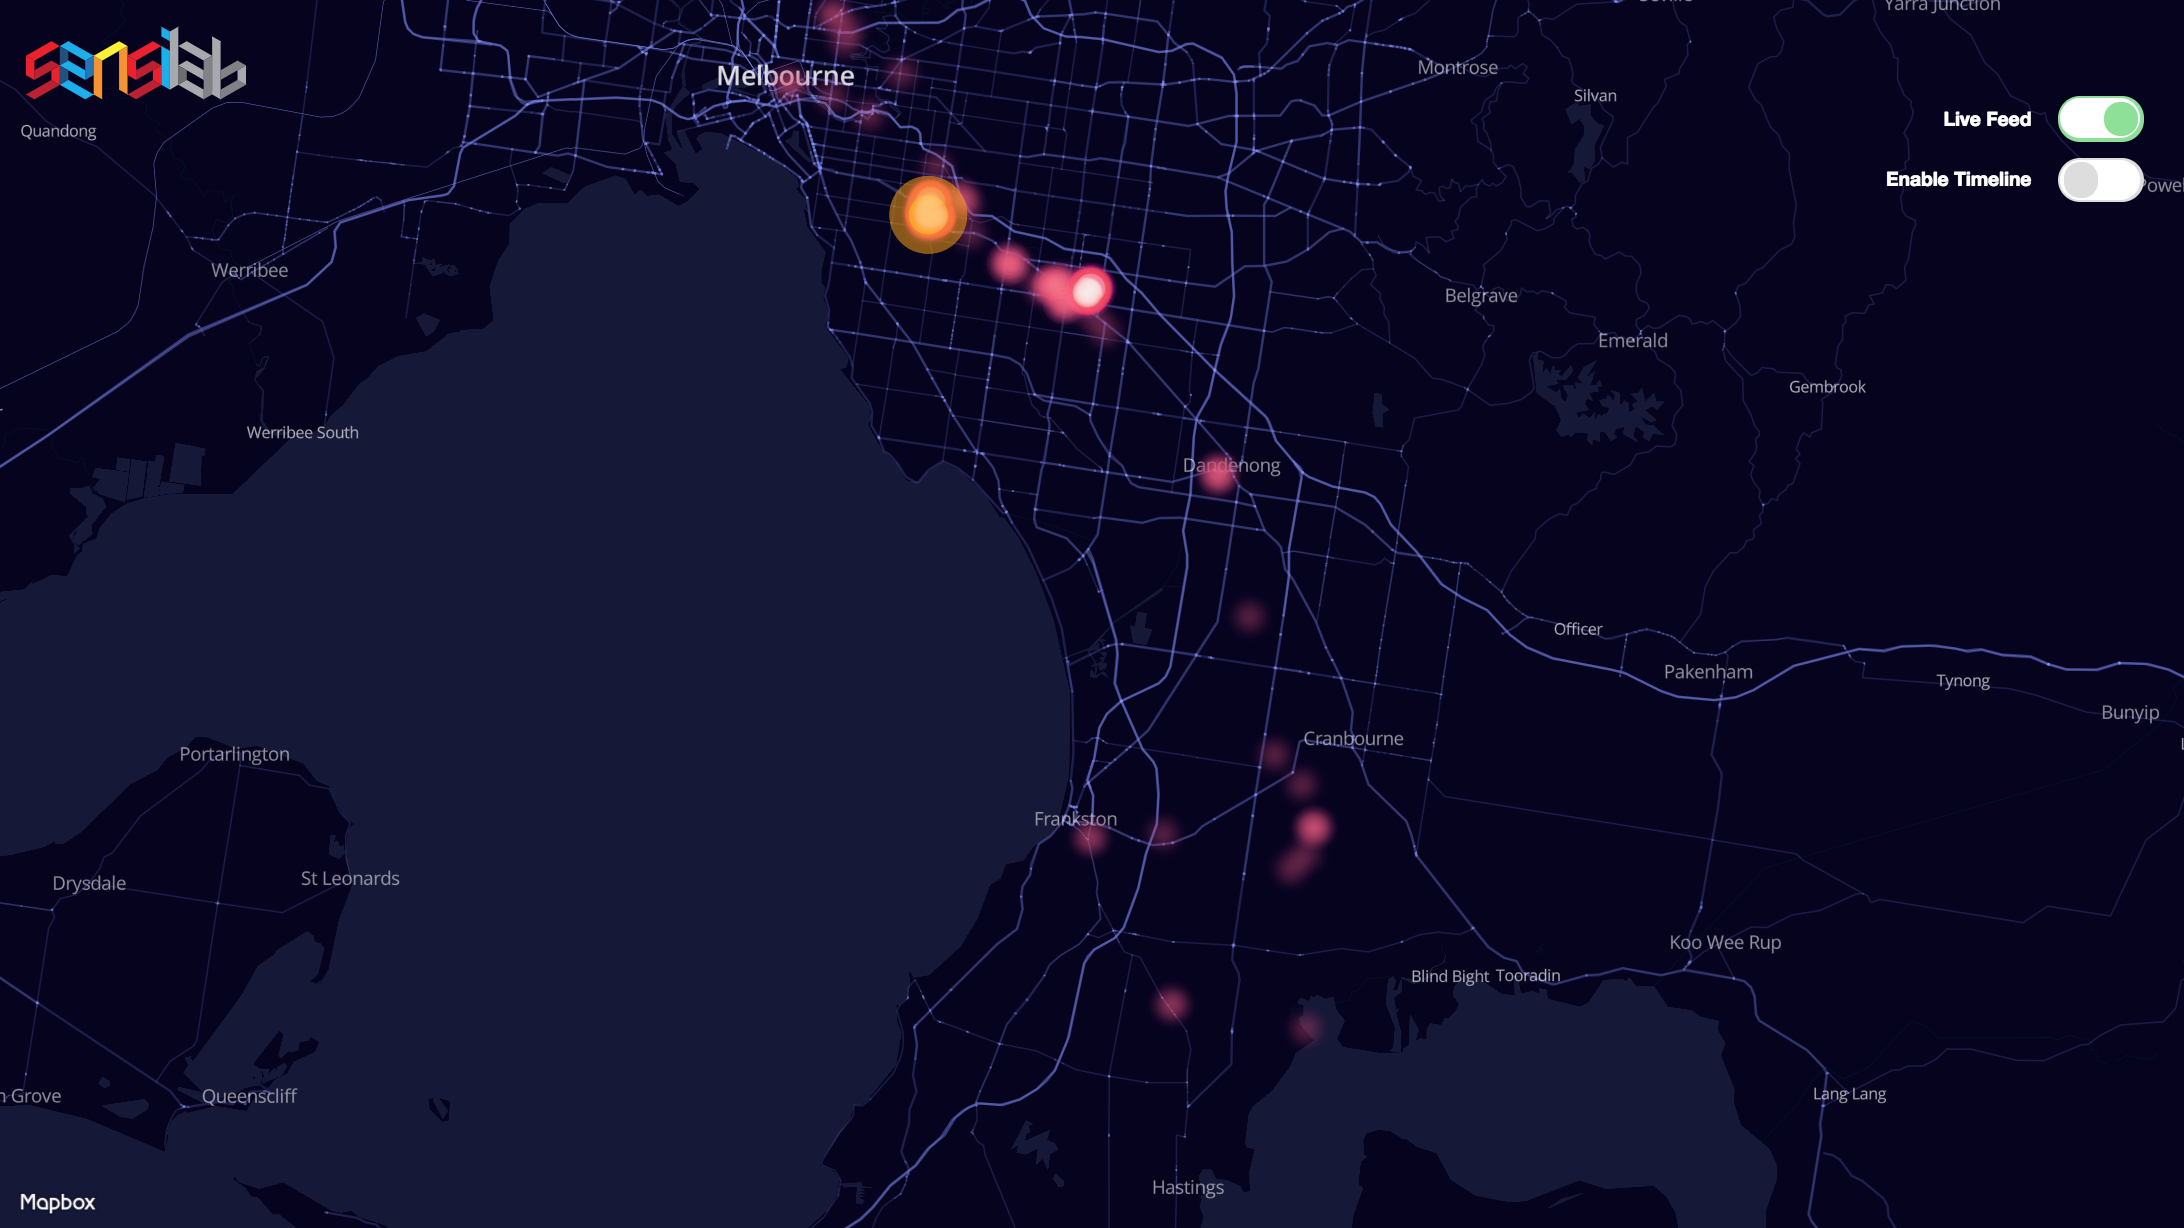 Yarra Junction
sensilab
Melbourne
Montrose
Silvan
Live Feed
Quandong
Enable Timeline
Werribee
Belgrave
Emerald
Gembrook
Werribee South
Dandenong
Officer
Pakenham
Tynong
Bunyip
Cranbourne
Portarlington
Frankston
St Leonards
Drysdale
Koo Wee Rup
Blind Bight Tooradin
Lang Lang
n Grove
Queenscliff
Hastings
Mapbox